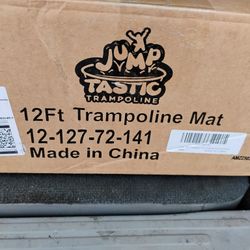 JUMP
TASTIC
TRAMPOLINE
12Ft Trampoline Mat
12-127-72-141
Made in China